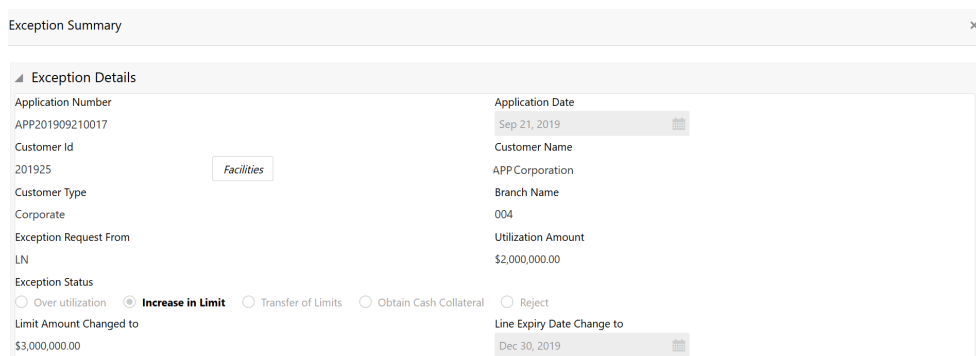 Exception Summary
Exception Details
Application Number Application Date
APP201909210017 Sep 21, 2019
Customer Id Customer Name
201925 Facilities APP Corporation
Customer Type Branch Name
Corporate 004
Exception Request From Utilization Amount
LN $2,000,000.00
Exception Status
Over utilization Increase in Limit Transfer of Limits Obtain Cash Collateral Reject
Limit Amount Changed to Line Expiry Date Change to
$3,000,000.00 Dec 30, 2019